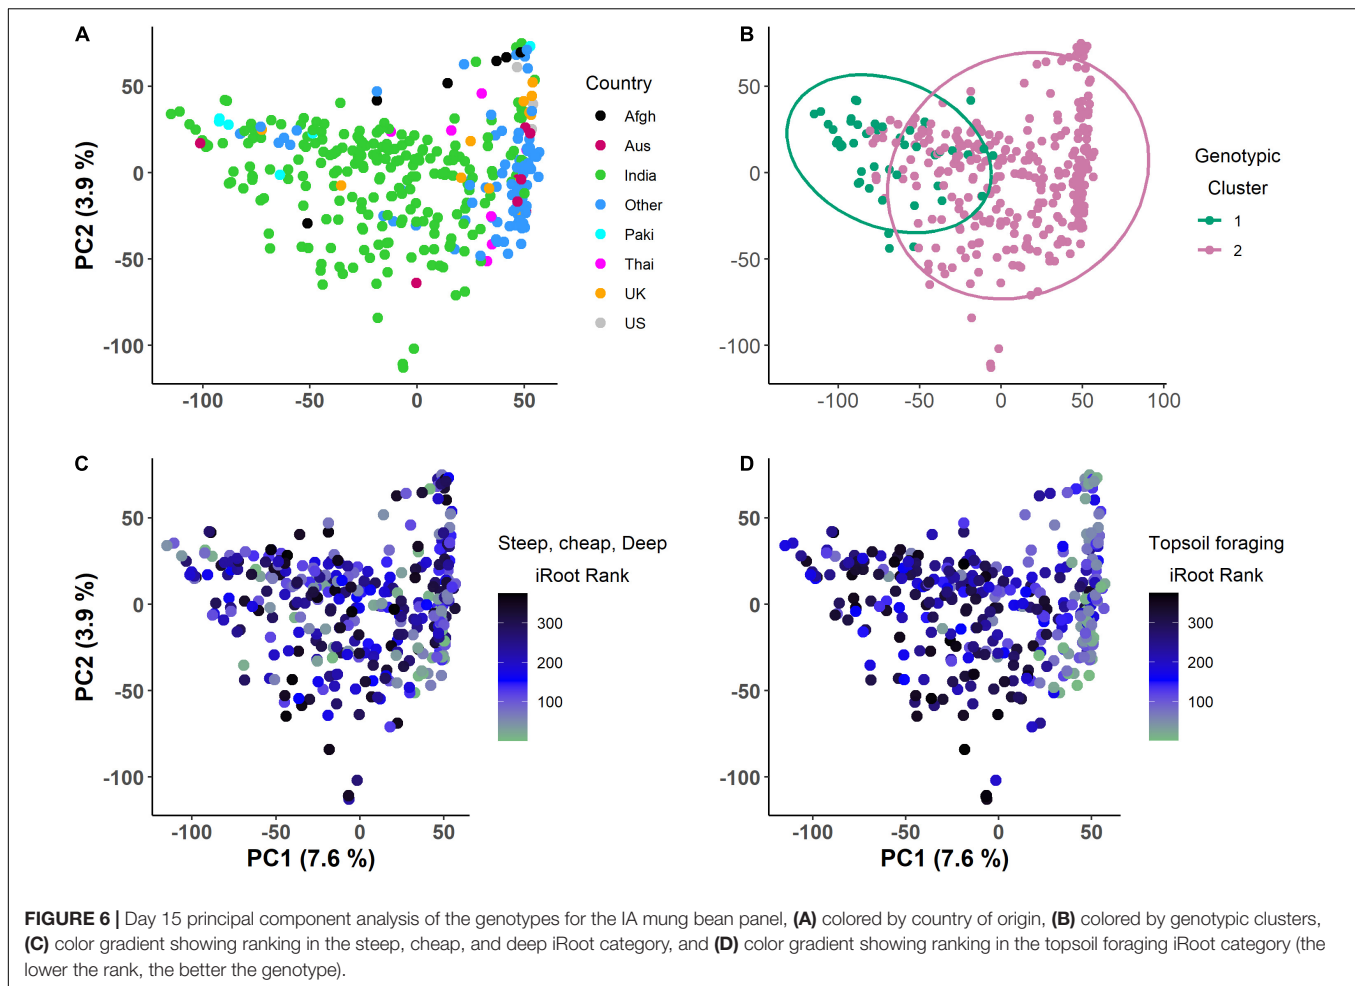 A
50
0
-50
-100
PC2 (3.9 %)
-100
-50
0
50
Country
Afgh
Aus
India
Other
Paki
Thai
UK
US
B
50
0
-50
-100
-100
-50
0
50
100
Genotypic
Cluster
1
2
C
50
0
-50
-100
PC2 (3.9 %)
-100
-50
0
50
PC1 (7.6 %)
Steep, cheap, Deep
iRoot Rank
300
200
100
D
50
0
-50
-100
-100
-50
0
50
PC1 (7.6 %)
Topsoil foraging
iRoot Rank
300
200
100
FIGURE 6 | Day 15 principal component analysis of the genotypes for the IA mung bean panel, (A) colored by country of origin, (B) colored by genotypic clusters,
(C) color gradient showing ranking in the steep, cheap, and deep iRoot category, and (D) color gradient showing ranking in the topsoil foraging iRoot category (the
lower the rank, the better the genotype).